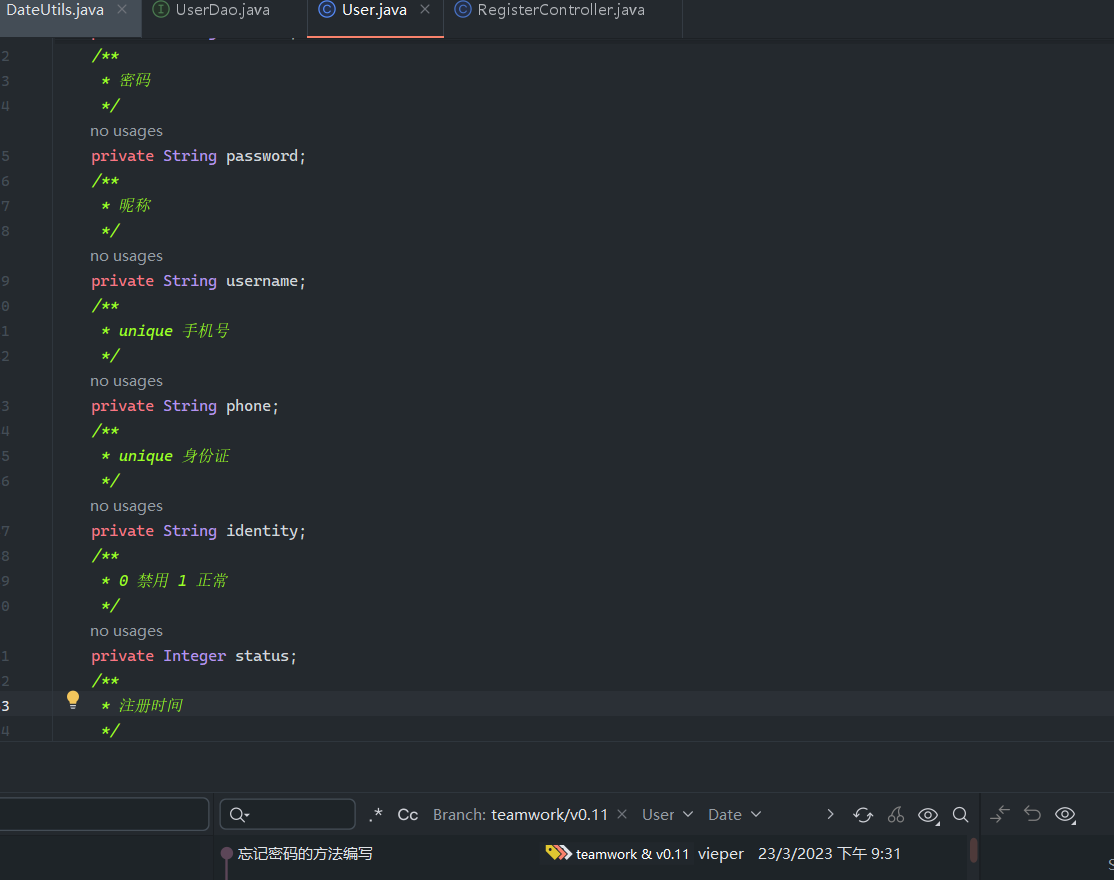 DateUtils.java UserDao.java User.java RegisterController.java
2 /**
3 * 密码
4 */
no usages
5 private String password;
6 /**
7 * 昵称
8 */
no usages
9 private String username;
0 /**
1 * unique 手机号
2 */
no usages
3 private String phone;
4 /**
5 * unique 身份证
6 */
no usages
7 private String identity;
8 /**
9 * 0 禁用 1 正常
0 */
no usages
1 private Integer status;
2 /**
3 * 注册时间
4 */
.* Cc Branch: teamwork/v0.11 User Date
忘记密码的方法编写 teamwork & v0.11 vieper 23/3/2023 下午 9:31